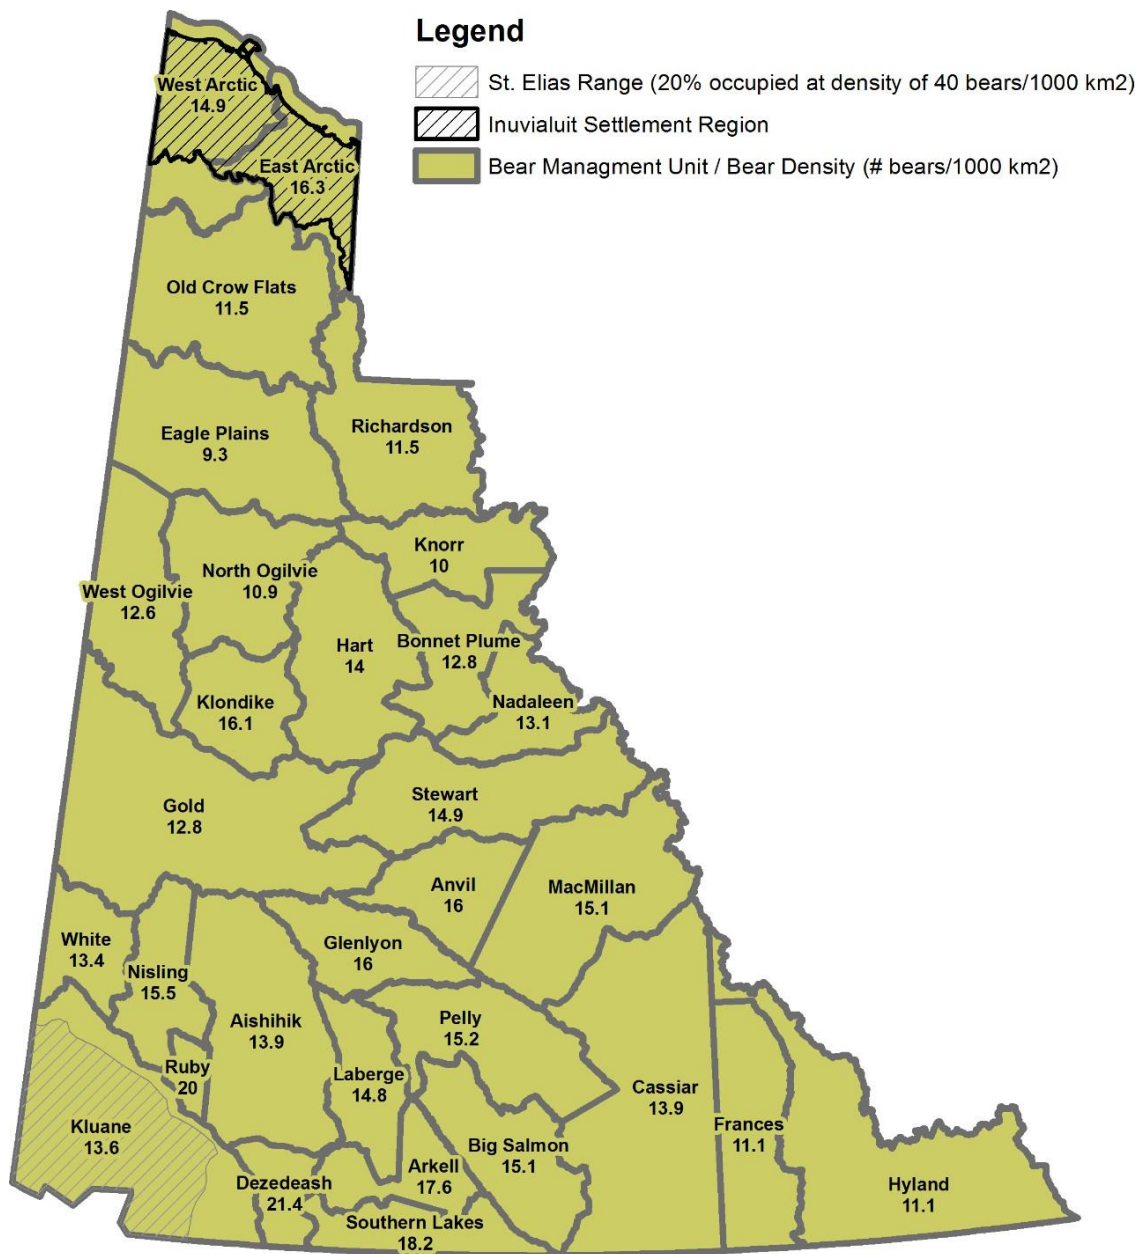 Legend
St. Elias Range (20% occupied at density of 40 bears/1000 km2)
Inuvialuit Settlement Region
Bear Managment Unit / Bear Density (# bears/1000 km2)
West Arctic
14.9
East Arctic
16.3
Old Crow Flats
11.5
Eagle Plains
9.3
Richardson
11.5
Knorr
10
North Ogilvie
10.9
West Ogilvie
12.6
Hart
14
Bonnet Plume
12.8
Klondike
16.1
Nadaleen
13.1
Gold
12.8
Stewart
14.9
Anvil
16
MacMillan
15.1
White
13.4
Nisling
15.5
Glenlyon
16
Aishihik
13.9
Pelly
15.2
Ruby
20
Laberge
14.8
Cassiar
13.9
Kluane
13.6
Frances
11.1
Big Salmon
15.1
Arkell
17.6
Dezedeash
21.4
Hyland
11.1
Southern Lakes
18.2